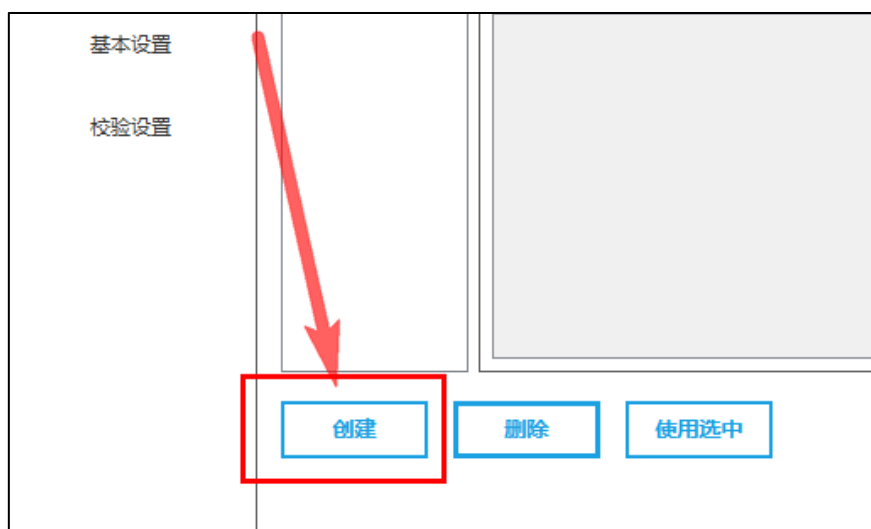 基本设置
校验设置
创建
删除
使用选中